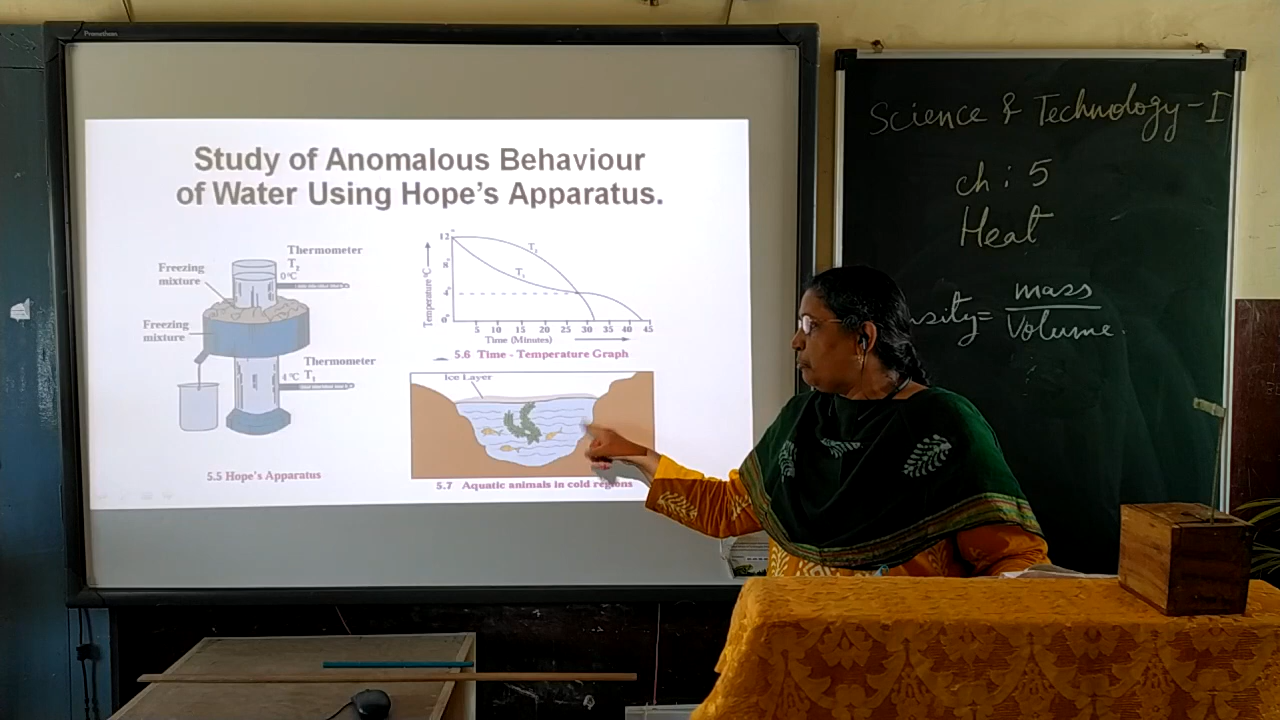 Promethean
Study of Anomalous Behaviour
of Water Using Hope's Apparatus.
Thermometer
T₂
0°C
Freezing
mixture
Freezing
mixture
Thermometer
4°C T₁
5.5 Hope's Apparatus
12°
8°
4°
0°
Temperature °C
T₂
T₁
5 10 15 20 25 30 35 40 45
Time (Minutes)
5.6 Time - Temperature Graph
Ice Layer
5.7 Aquatic animals in cold regions
Science & Technology - I
ch : 5
Heat
nsity = mass
Volume.